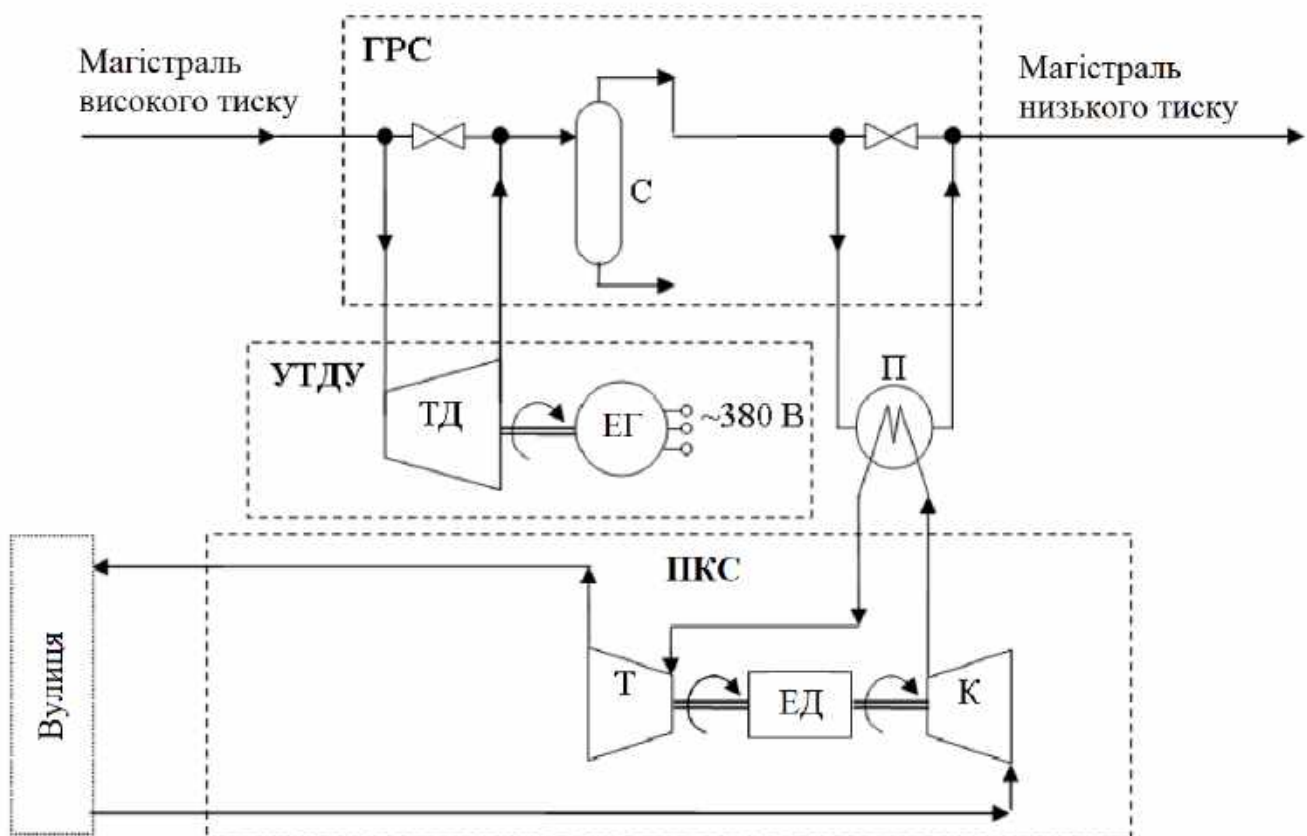 ГРС
Магістраль
високого тиску
Магістраль
низького тиску
С
УТДУ
ТД
ЕГ
~380 В
П
ПКС
Вулиця
Т
ЕД
К